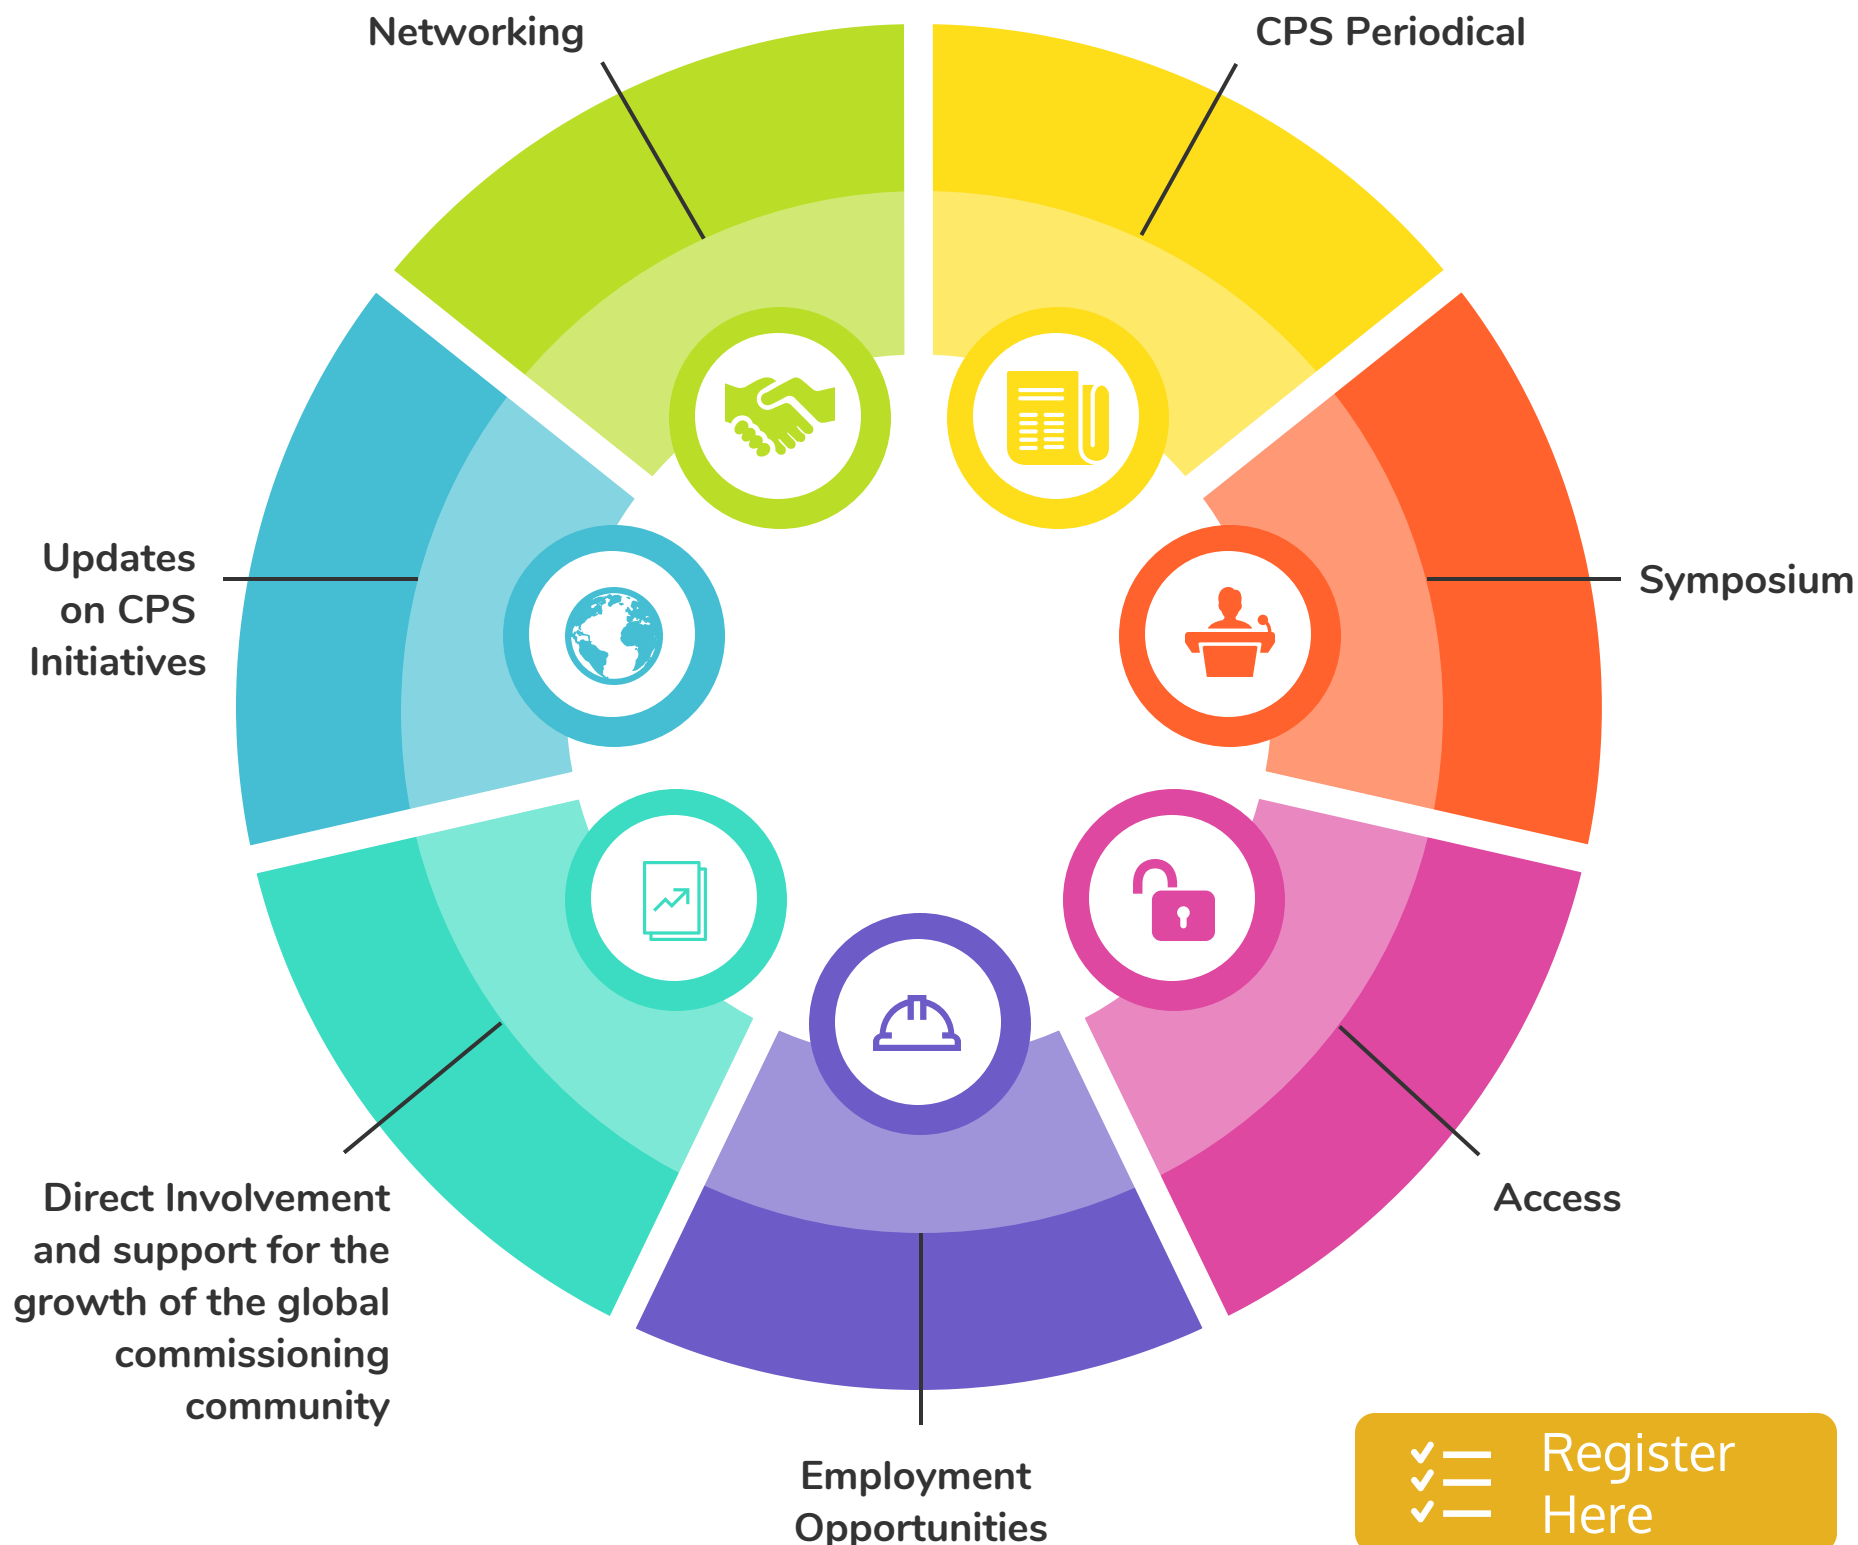 Networking
CPS Periodical
Updates
on CPS
Initiatives
Symposium
Direct Involvement
and support for the
growth of the global
commissioning
community
Access
Employment
Opportunities
Register
Here